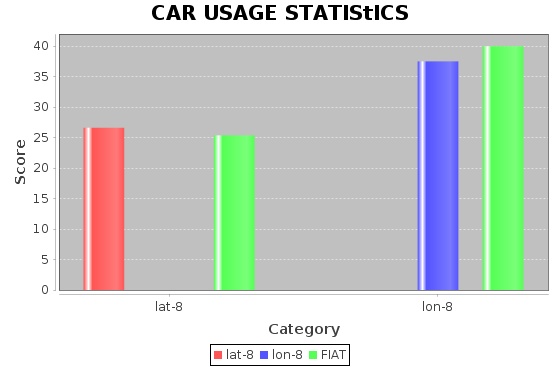 CAR USAGE STATIStICS
40
35
30
25
20
15
10
5
0
Score
lat-8 lon-8
Category
lat-8 lon-8 FIAT